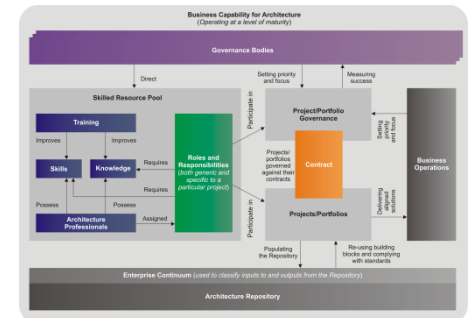 Business Capability for Architecture
(Operating at a level of maturity)
Governance Bodies
Direct
Setting priority
and focus
Measuring
success
Skilled Resource Pool
Training
Improves
Improves
Skills
Knowledge
Possess
Possess
Architecture
Professionals
Requires
Requires
Assigned
Roles and
Responsibilities
(both generic and
specific to a
particular project)
Participate in
Participate in
Project/Portfolio
Governance
Projects/
portfolios
governed
against their
contracts
Contract
Projects/Portfolios
Setting
priority
and focus
Delivering
aligned
solutions
Business
Operations
Populating
the Repository
Re-using building
blocks and complying
with standards
Enterprise Continuum (used to classify inputs to and outputs from the Repository)
Architecture Repository